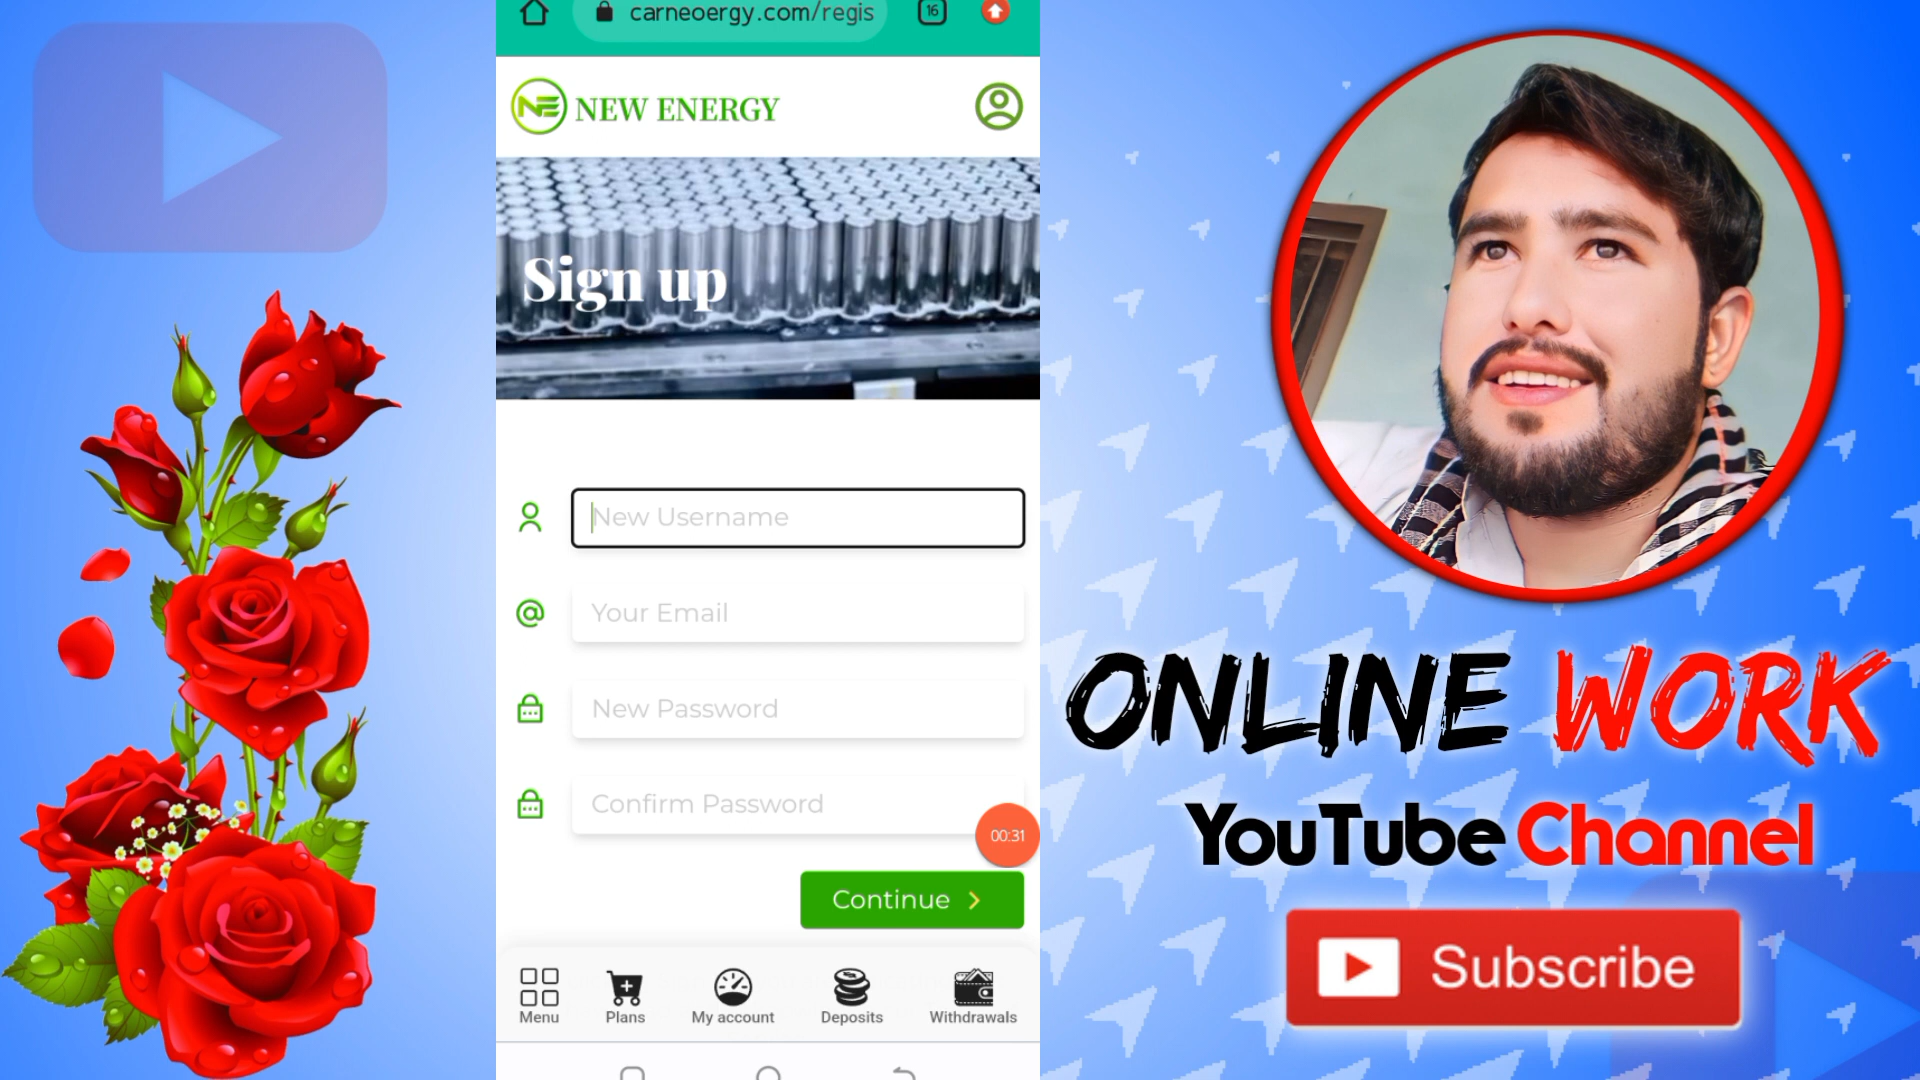 carneoergy.com/regis
16
NE NEW ENERGY
Sign up
New Username
@ Your Email
New Password
Confirm Password
00:31
Continue
Menu
Plans
My account
Deposits
Withdrawals
ONLINE WORK
YouTube Channel
Subscribe